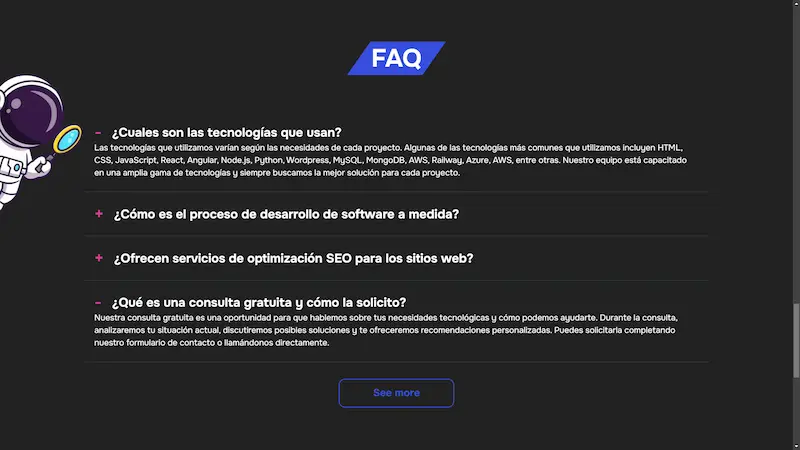 FAQ
- ¿Cuales son las tecnologías que usan?
Las tecnologías que utilizamos varían según las necesidades de cada proyecto. Algunas de las tecnologías más comunes que utilizamos incluyen HTML,
CSS, JavaScript, React, Angular, Node.js, Python, Wordpress, MySQL, MongoDB, AWS, Railway, Azure, AWS, entre otras. Nuestro equipo está capacitado
en una amplia gama de tecnologías y siempre buscamos la mejor solución para cada proyecto.
+ ¿Cómo es el proceso de desarrollo de software a medida?
+ ¿Ofrecen servicios de optimización SEO para los sitios web?
- ¿Qué es una consulta gratuita y cómo la solicito?
Nuestra consulta gratuita es una oportunidad para que hablemos sobre tus necesidades tecnológicas y cómo podemos ayudarte. Durante la consulta,
analizaremos tu situación actual, discutiremos posibles soluciones y te ofreceremos recomendaciones personalizadas. Puedes solicitarla completando
nuestro formulario de contacto o llamándonos directamente.
See more